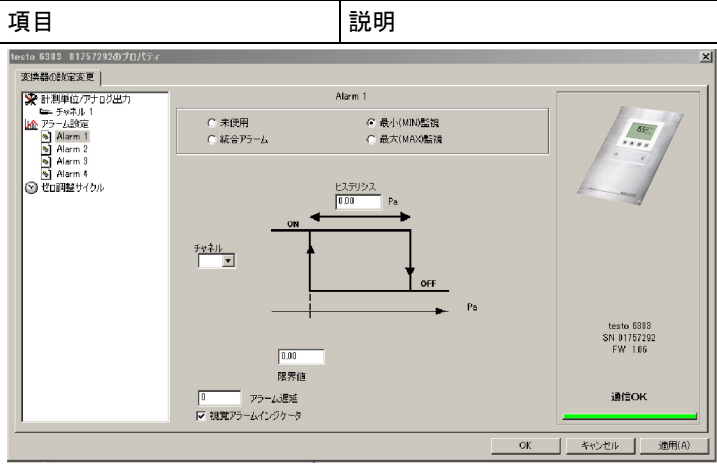 項目 説明
testo 6383 01757292のプロパティ
変換器の設定変更
計測単位/アナログ出力
チャネル 1
アラーム設定
Alarm 1
Alarm 2
Alarm 3
Alarm 4
ゼロ調整サイクル
Alarm 1
未使用
最小(MIN)監視
統合アラーム
最大(MAX)監視
ヒステリシス
0.00 Pa
ON
チャネル
OFF
Pa
0.00
限界値
0 アラーム遅延
視覚アラームインジケータ
testo 6383
SN 01757292
FW 1.06
通信OK
OK キャンセル 適用(A)